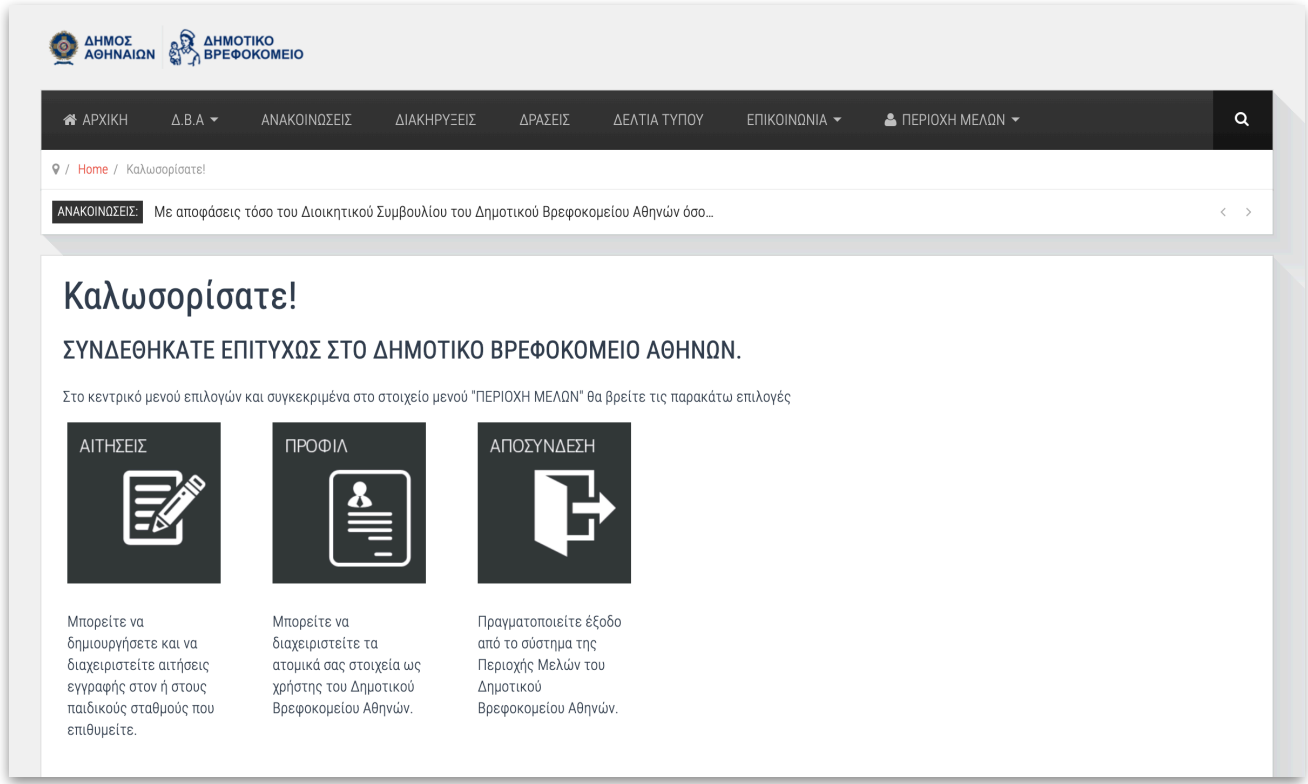 ΔΗΜΟΣ
ΑΘΗΝΑΙΩΝ
ΔΗΜΟΤΙΚΟ
ΒΡΕΦΟΚΟΜΕΙΟ
ΑΡΧΙΚΗ Δ.Β.Α ΑΝΑΚΟΙΝΩΣΕΙΣ ΔΙΑΚΗΡΥΞΕΙΣ ΔΡΑΣΕΙΣ ΔΕΛΤΙΑ ΤΥΠΟΥ ΕΠΙΚΟΙΝΩΝΙΑ ΠΕΡΙΟΧΗ ΜΕΛΩΝ
/ Home / Καλωσορίσατε!
ΑΝΑΚΟΙΝΩΣΕΙΣ: Με αποφάσεις τόσο του Διοικητικού Συμβουλίου του Δημοτικού Βρεφοκομείου Αθηνών όσο...
Καλωσορίσατε!
ΣΥΝΔΕΘΗΚΑΤΕ ΕΠΙΤΥΧΩΣ ΣΤΟ ΔΗΜΟΤΙΚΟ ΒΡΕΦΟΚΟΜΕΙΟ ΑΘΗΝΩΝ.
Στο κεντρικό μενού επιλογών και συγκεκριμένα στο στοιχείο μενού "ΠΕΡΙΟΧΗ ΜΕΛΩΝ" θα βρείτε τις παρακάτω επιλογές
ΑΙΤΗΣΕΙΣ
Μπορείτε να
δημιουργήσετε και να
διαχειριστείτε αιτήσεις
εγγραφής στον ή στους
παιδικούς σταθμούς που
επιθυμείτε.
ΠΡΟΦΙΛ
Μπορείτε να
διαχειριστείτε τα
ατομικά σας στοιχεία ως
χρήστης του Δημοτικού
Βρεφοκομείου Αθηνών.
ΑΠΟΣΥΝΔΕΣΗ
Πραγματοποιείτε έξοδο
από το σύστημα της
Περιοχής Μελών του
Δημοτικού
Βρεφοκομείου Αθηνών.